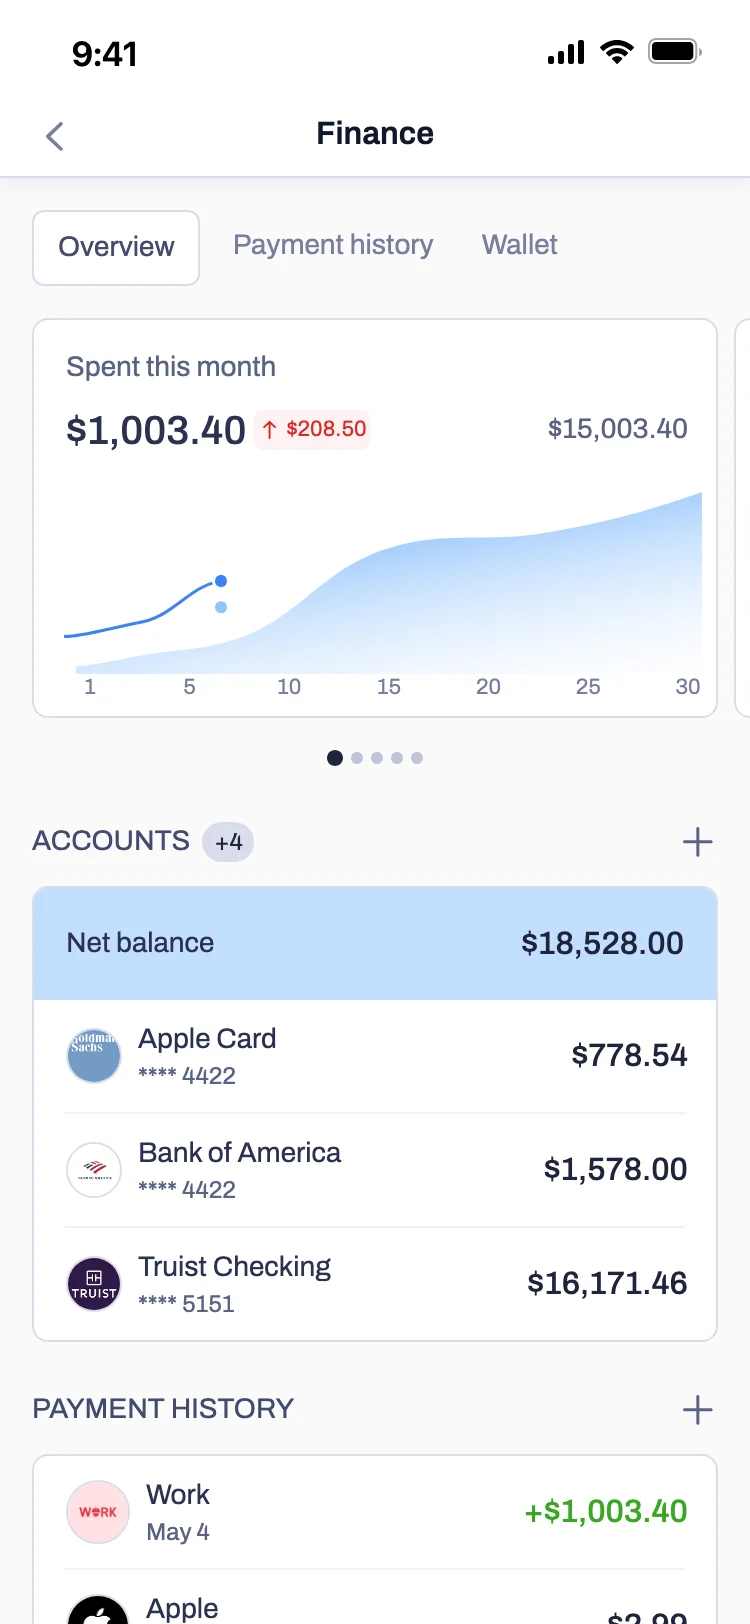 9:41
Finance
Overview Payment history Wallet
Spent this month
$1,003.40 ↑ $208.50 $15,003.40
1 5 10 15 20 25 30
ACCOUNTS +4
Net balance $18,528.00
Apple Card
**** 4422
$778.54
Bank of America
**** 4422
$1,578.00
TRUIST
Truist Checking
**** 5151
$16,171.46
PAYMENT HISTORY
WORK
Work
May 4
+$1,003.40
Apple
$2.99